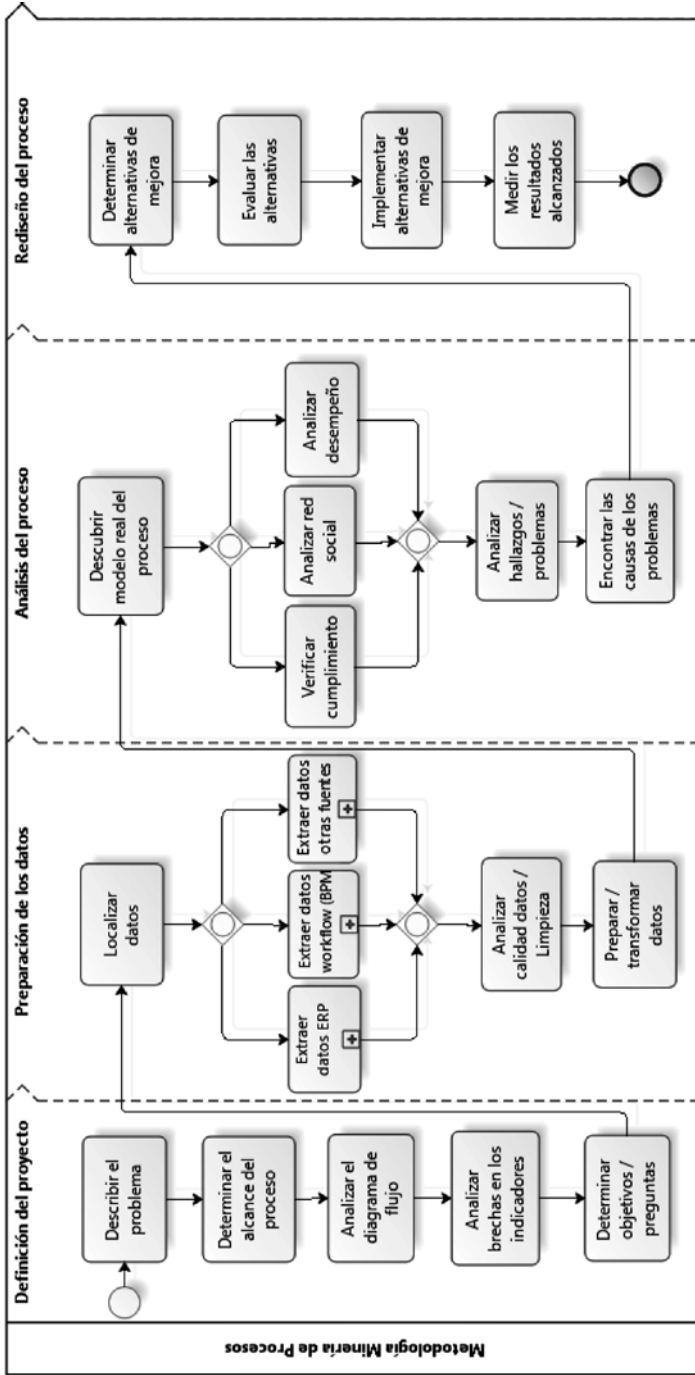 Metodología Minería de Procesos
Definición del proyecto
Describir el
problema
Determinar el
alcance del
proceso
Analizar el
diagrama de
flujo
Analizar
brechas en los
indicadores
Determinar
objetivos /
preguntas
Preparación de los datos
Localizar
datos
Extraer
datos ERP
Extraer datos
workflow (BPM
Extraer datos
otras fuentes
Analizar
calidad datos /
Limpieza
Preparar /
transformar
datos
Análisis del proceso
Descubrir
modelo real del
proceso
Verificar
cumplimiento
Analizar red
social
Analizar
desempeño
Analizar
hallazgos /
problemas
Encontrar las
causas de los
problemas
Rediseño del proceso
Determinar
alternativas de
mejora
Evaluar las
alternativas
Implementar
alternativas de
mejora
Medir los
resultados
alcanzados